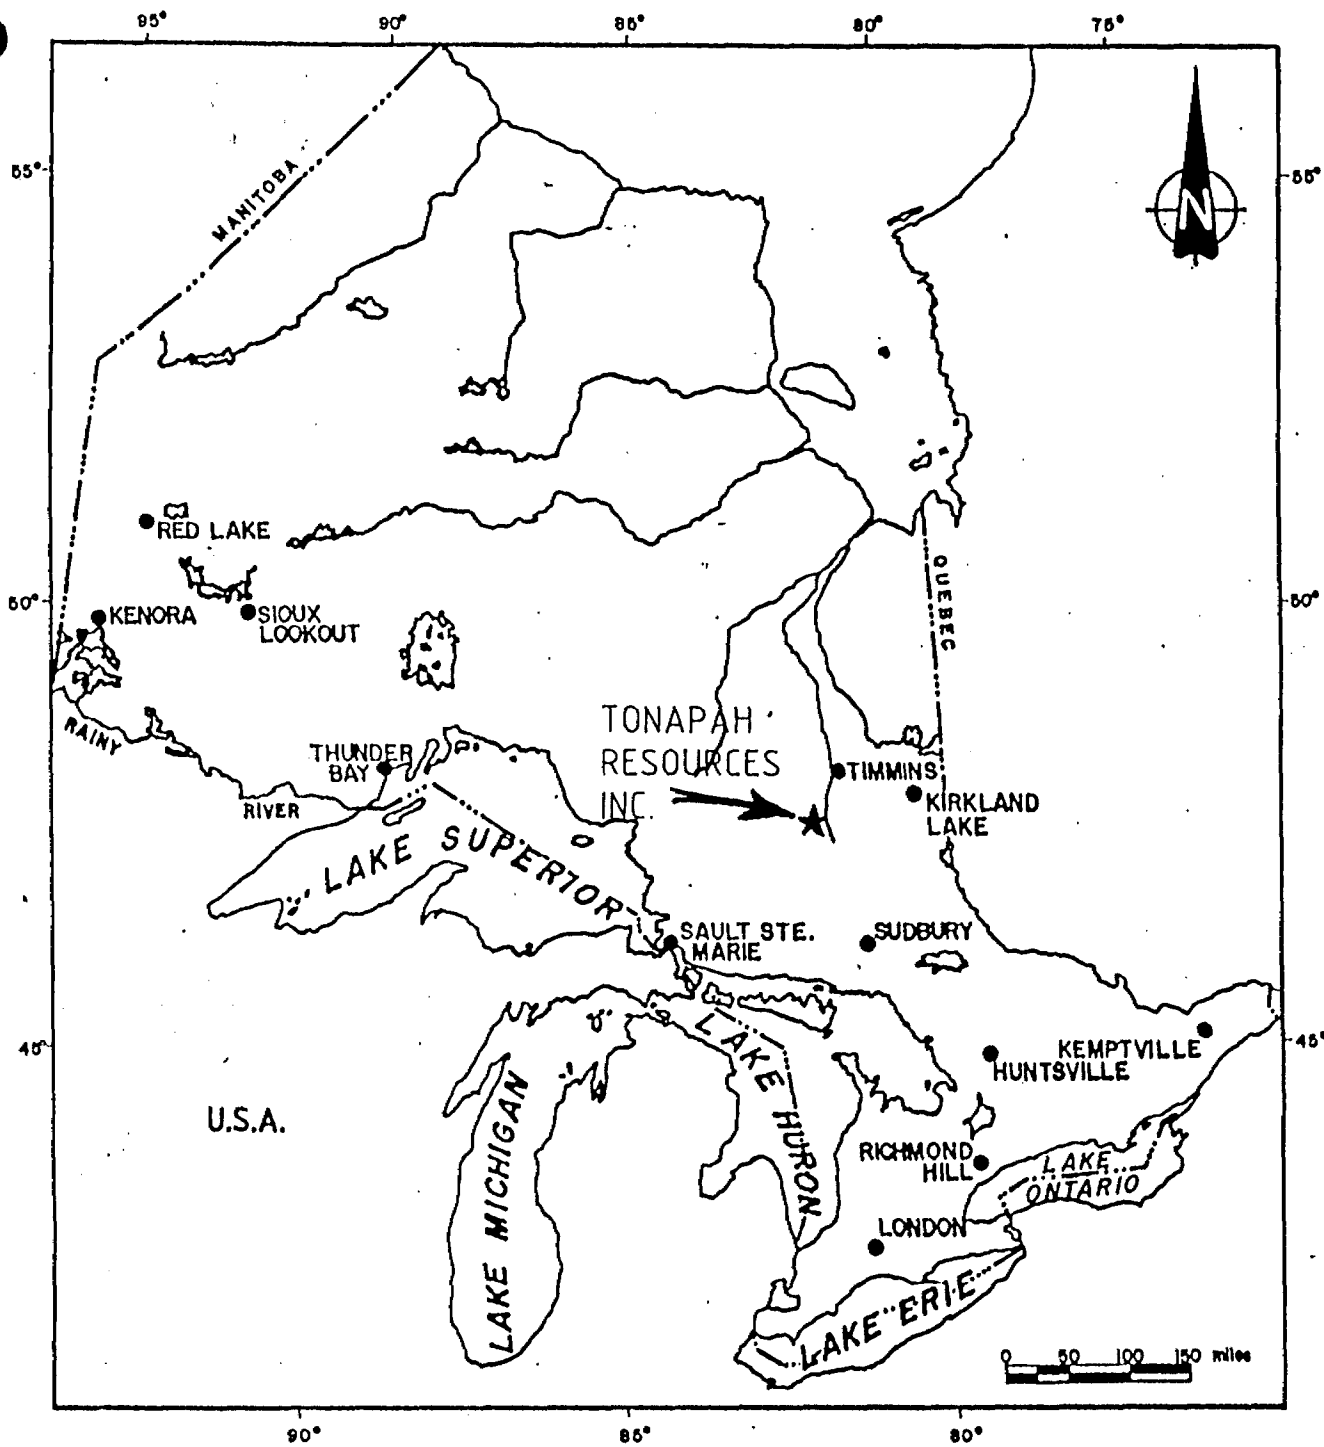 95° 90° 85° 80° 75°
55° 55°
N
MANITOBA
RED LAKE
QUEBEC
50° 50°
KENORA
SIOUX
LOOKOUT
RAINY
RIVER
THUNDER
BAY
TONAPAH
RESOURCES
INC.
TIMMINS
KIRKLAND
LAKE
LAKE SUPERIOR
SAULT STE.
MARIE
SUDBURY
LAKE HURON
45° 45°
KEMPTVILLE
HUNTSVILLE
U.S.A.
LAKE MICHIGAN
RICHMOND
HILL
LAKE
ONTARIO
LONDON
LAKE ERIE
0 50 100 150 miles
90° 85° 80°